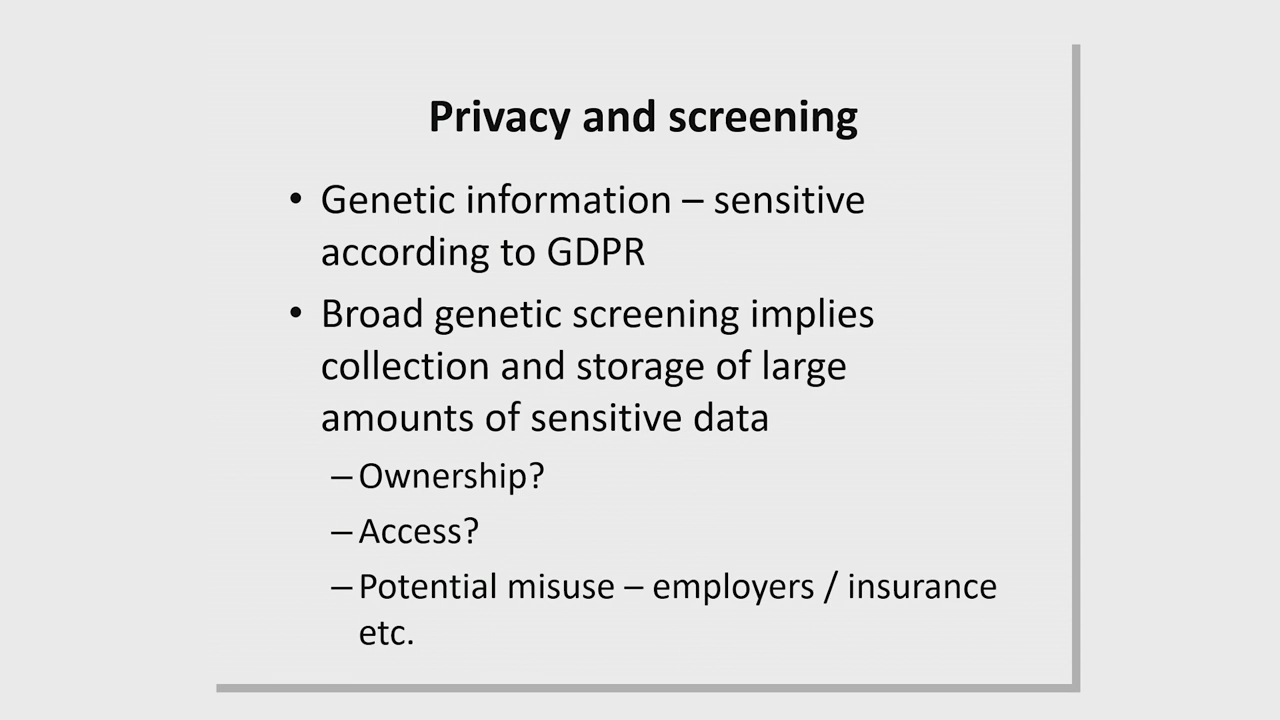 Privacy and screening
• Genetic information – sensitive
according to GDPR
• Broad genetic screening implies
collection and storage of large
amounts of sensitive data
– Ownership?
– Access?
– Potential misuse – employers / insurance
etc.